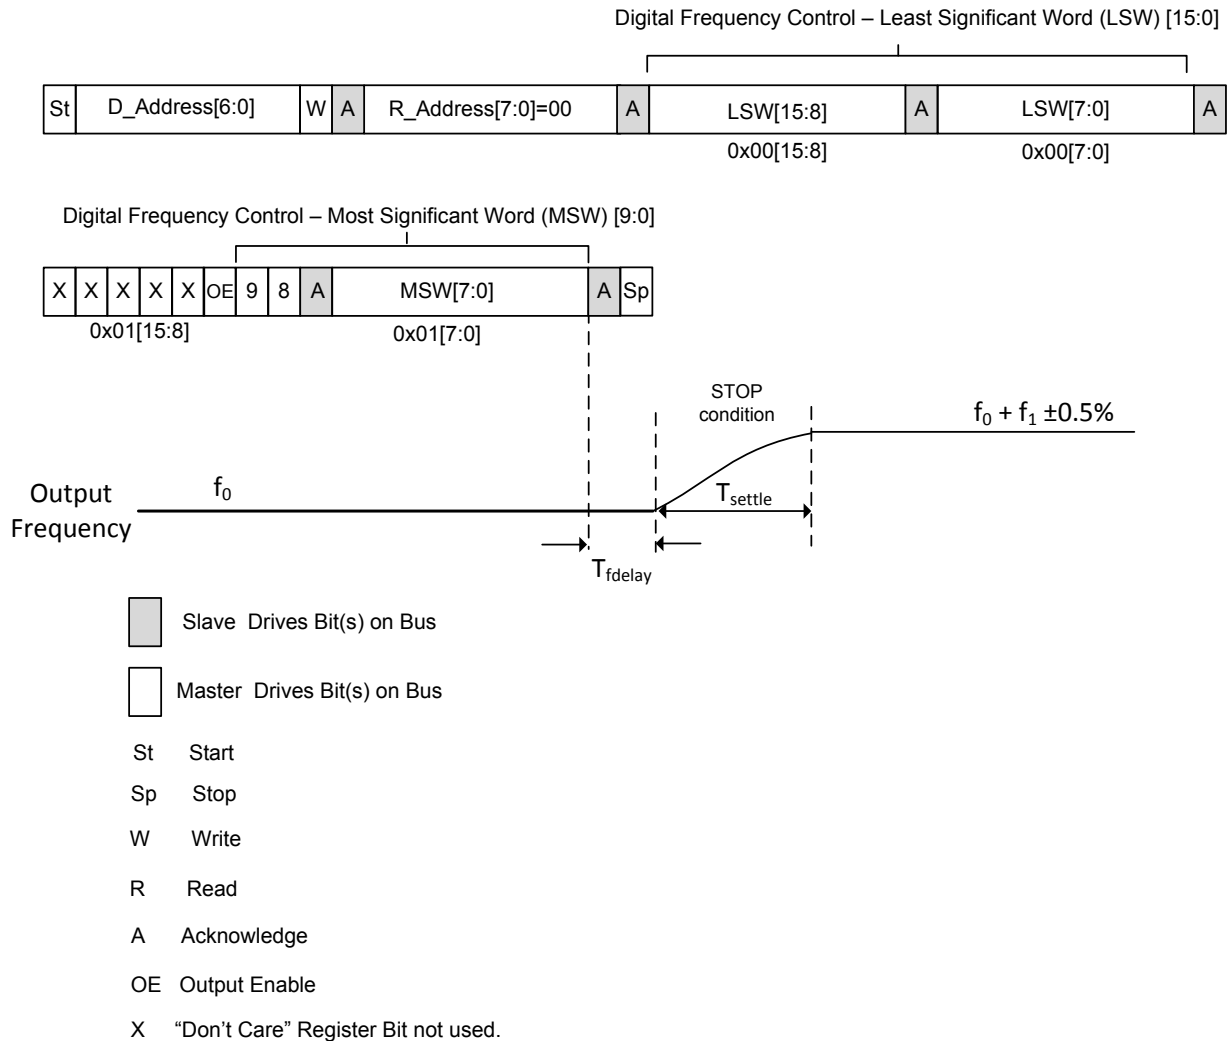 Digital Frequency Control – Least Significant Word (LSW) [15:0]
St D_Address[6:0] W A R_Address[7:0]=00 A LSW[15:8] A LSW[7:0] A
0x00[15:8] 0x00[7:0]
Digital Frequency Control – Most Significant Word (MSW) [9:0]
X X X X X OE 9 8 A MSW[7:0] A Sp
0x01[15:8] 0x01[7:0]
STOP
condition
f₀ + f₁ ±0.5%
f₀
Output
Frequency
T_settle
T_fdelay
Slave Drives Bit(s) on Bus
Master Drives Bit(s) on Bus
St Start
Sp Stop
W Write
R Read
A Acknowledge
OE Output Enable
X “Don’t Care” Register Bit not used.